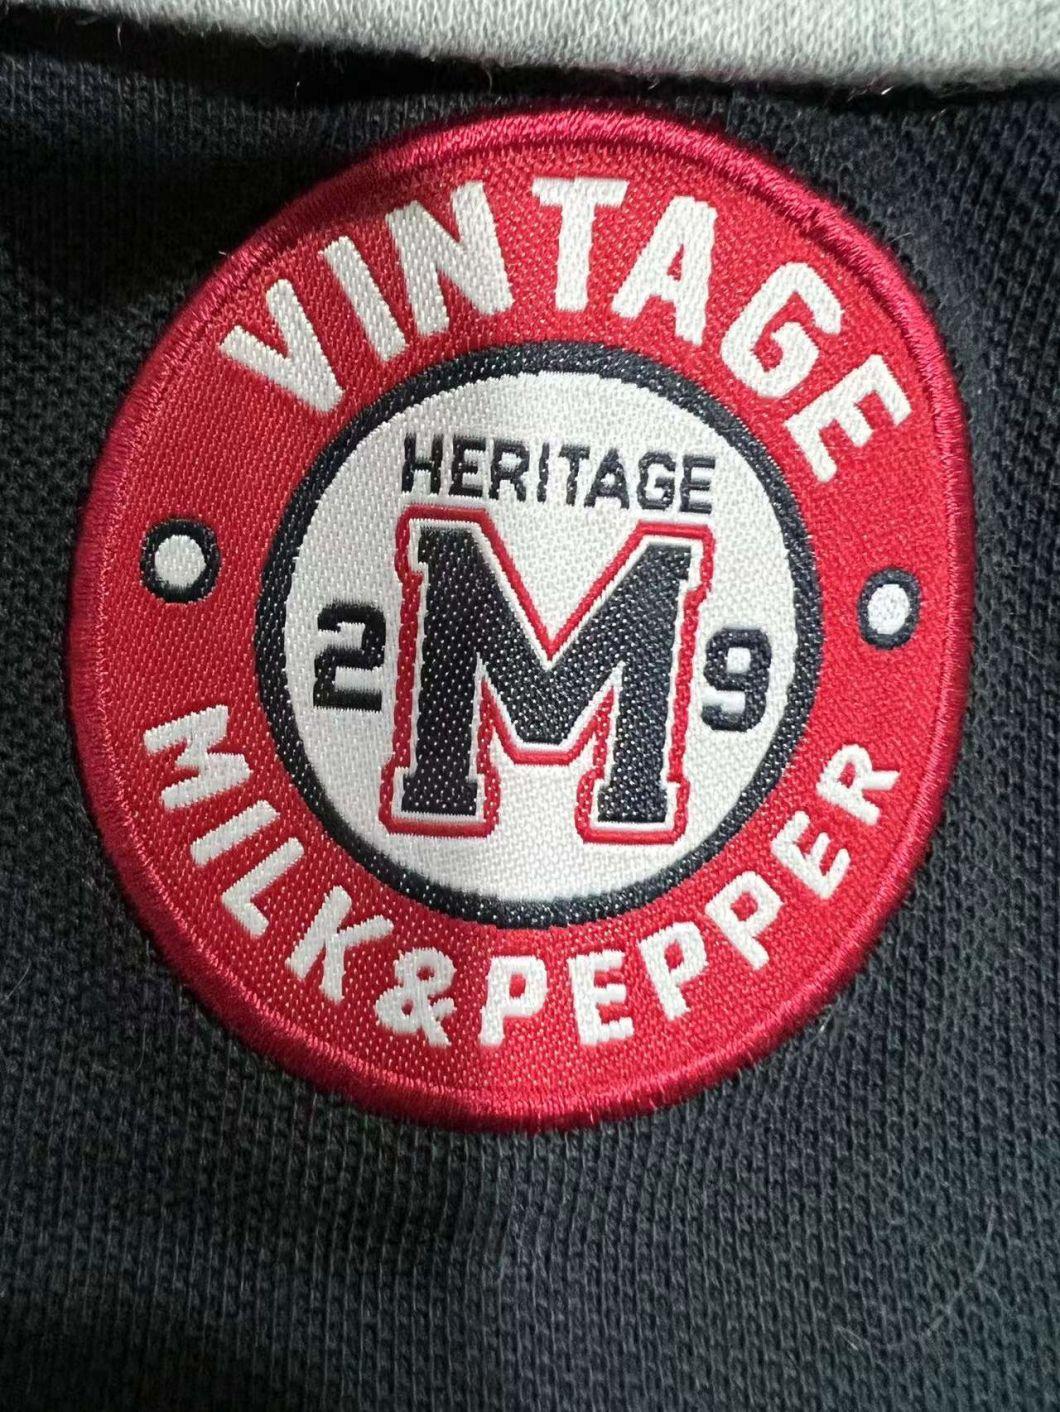 VINTAGE
HERITAGE
2 M 9
MILK&PEPPER